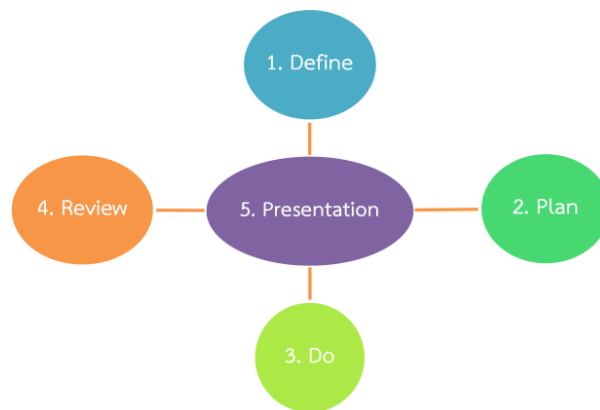 1. Define
2. Plan
3. Do
4. Review
5. Presentation